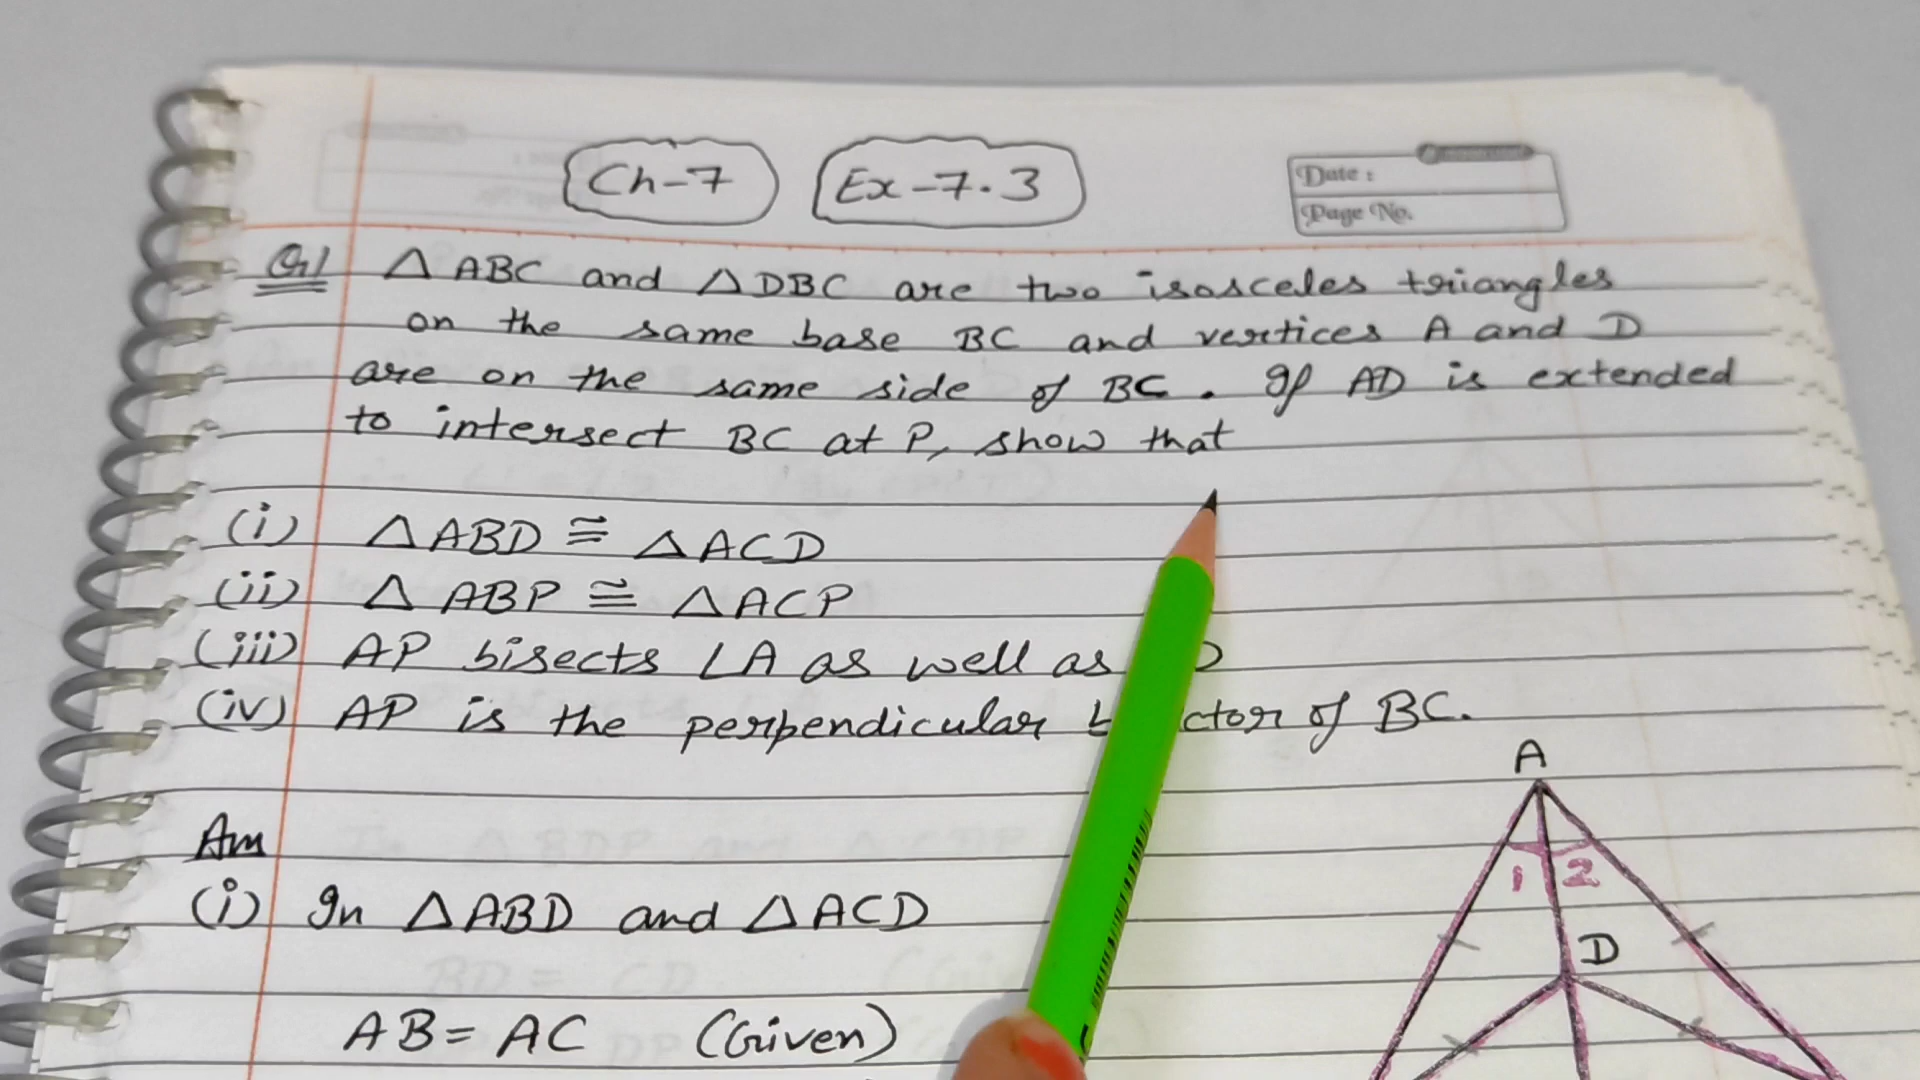 Ch-7 Ex-7.3
Date :
Page No.
Q1 △ ABC and △ DBC are two isosceles triangles
on the same base BC and vertices A and D
are on the same side of BC. If AD is extended
to intersect BC at P, show that
(i) △ABD ≅ △ACD
(ii) △ ABP ≅ △ACP
(iii) AP bisects ∠A as well as
(iv) AP is the perpendicular of BC.
A
1 2
D
Ans
(i) In △ABD and △ACD
AB = AC (Given)